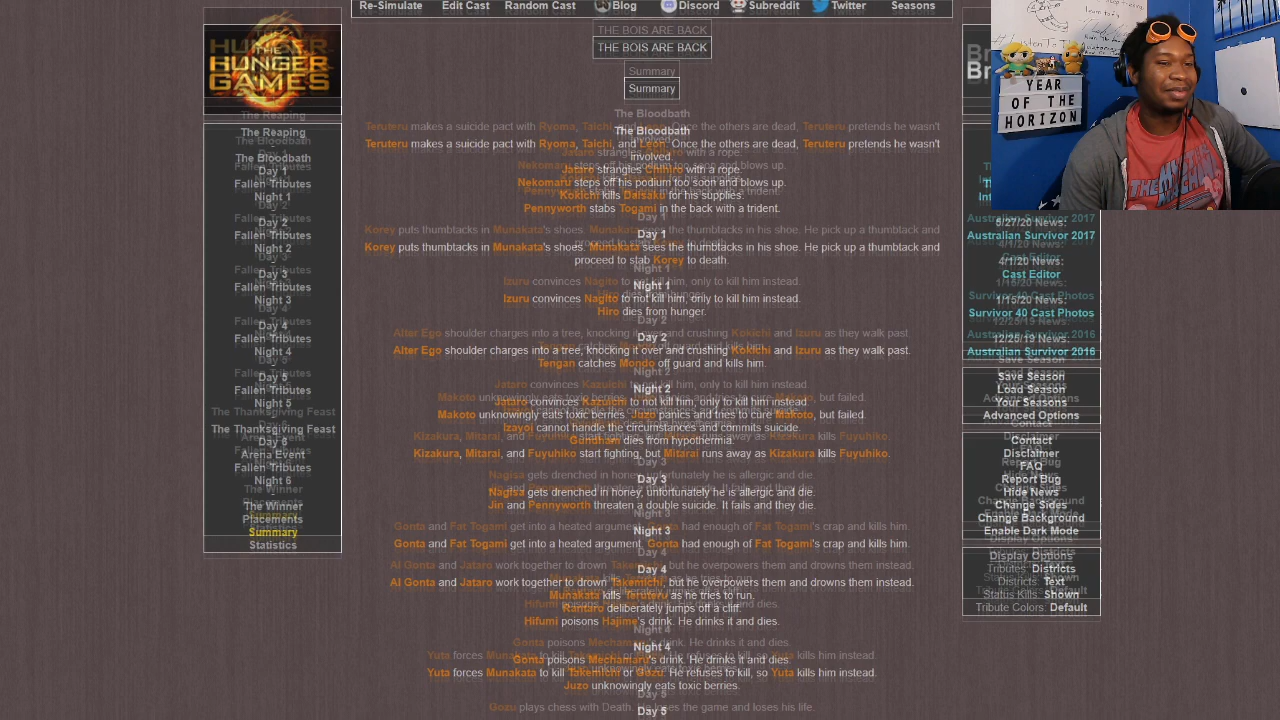 Re-Simulate Edit Cast Random Cast Blog Discord Subreddit Twitter Seasons
THE BOIS ARE BACK
Summary
THE HUNGER GAMES
The Reaping
The Bloodbath
Day 1
Fallen Tributes
Night 1
Day 2
Fallen Tributes
Night 2
Day 3
Fallen Tributes
Night 3
Day 4
Fallen Tributes
Night 4
Day 5
Fallen Tributes
Night 5
The Thanksgiving Feast
Day 6
Arena Event
Fallen Tributes
Night 6
The Winner
Placements
Summary
Statistics
The Bloodbath
Teruteru makes a suicide pact with Ryoma, Taichi, and Leon. Once the others are dead, Teruteru pretends he wasn't
involved.
Jataro strangles Chihiro with a rope.
Nekomaru steps off his podium too soon and blows up.
Kokichi kills Daisaku for his supplies.
Pennyworth stabs Togami in the back with a trident.
Day 1
Korey puts thumbtacks in Munakata's shoes. Munakata sees the thumbtacks in his shoe. He pick up a thumbtack and
proceed to stab Korey to death.
Night 1
Izuru convinces Nagito to not kill him, only to kill him instead.
Hiro dies from hunger.
Day 2
Alter Ego shoulder charges into a tree, knocking it over and crushing Kokichi and Izuru as they walk past.
Tengan catches Mondo off guard and kills him.
Night 2
Jataro convinces Kazuichi to not kill him, only to kill him instead.
Makoto unknowingly eats toxic berries. Juzo panics and tries to cure Makoto, but failed.
Izayoi cannot handle the circumstances and commits suicide.
Gundham dies from hypothermia.
Kizakura, Mitarai, and Fuyuhiko start fighting, but Mitarai runs away as Kizakura kills Fuyuhiko.
Day 3
Nagisa gets drenched in honey, unfortunately he is allergic and die.
Jin and Pennyworth threaten a double suicide. It fails and they die.
Night 3
Gonta and Fat Togami get into a heated argument. Gonta had enough of Fat Togami's crap and kills him.
Day 4
AI Gonta and Jataro work together to drown Takemichi, but he overpowers them and drowns them instead.
Munakata kills Teruteru as he tries to run.
Rantaro deliberately jumps off a cliff.
Hifumi poisons Hajime's drink. He drinks it and dies.
Night 4
Gonta poisons Mechamaru's drink. He drinks it and dies.
Yuta forces Munakata to kill Takemichi or Gozu. He refuses to kill, so Yuta kills him instead.
Juzo unknowingly eats toxic berries.
Day 5
Gozu plays chess with Death. He loses the game and loses his life.
YEAR
OF THE
HORIZON
5/27/20 News:
Australian Survivor 2017
4/1/20 News:
Cast Editor
1/15/20 News:
Survivor 40 Cast Photos
12/25/19 News:
Australian Survivor 2016
Save Season
Load Season
Your Seasons
Advanced Options
Contact
Disclaimer
FAQ
Report Bug
Hide News
Change Sides
Change Background
Enable Dark Mode
Display Options
Tributes: Districts
Districts: Text
Status Kills: Shown
Tribute Colors: Default